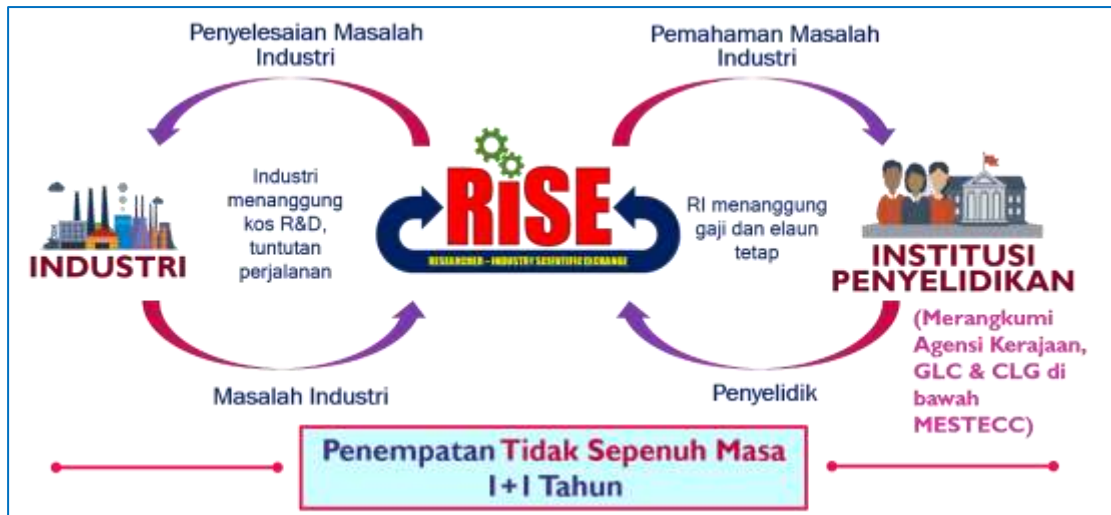 Penyelesaian Masalah
Industri
Pemahaman Masalah
Industri
Industri
menanggung
kos R&D,
tuntutan
perjalanan
RiSE
RESEARCHER – INDUSTRY SCIENTIFIC EXCHANGE
RI menanggung
gaji dan elaun
tetap
INDUSTRI
INSTITUSI
PENYELIDIKAN
(Merangkumi
Agensi Kerajaan,
GLC & CLG di
bawah
MESTECC)
Masalah Industri
Penyelidik
Penempatan Tidak Sepenuh Masa
1+1 Tahun